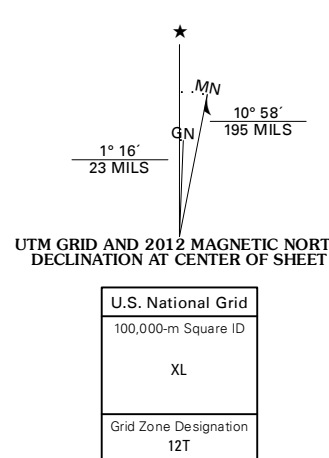 ★
MN
GN
10° 58´
195 MILS
1° 16´
23 MILS
UTM GRID AND 2012 MAGNETIC NORT
DECLINATION AT CENTER OF SHEET
U.S. National Grid
100,000-m Square ID
XL
Grid Zone Designation
12T